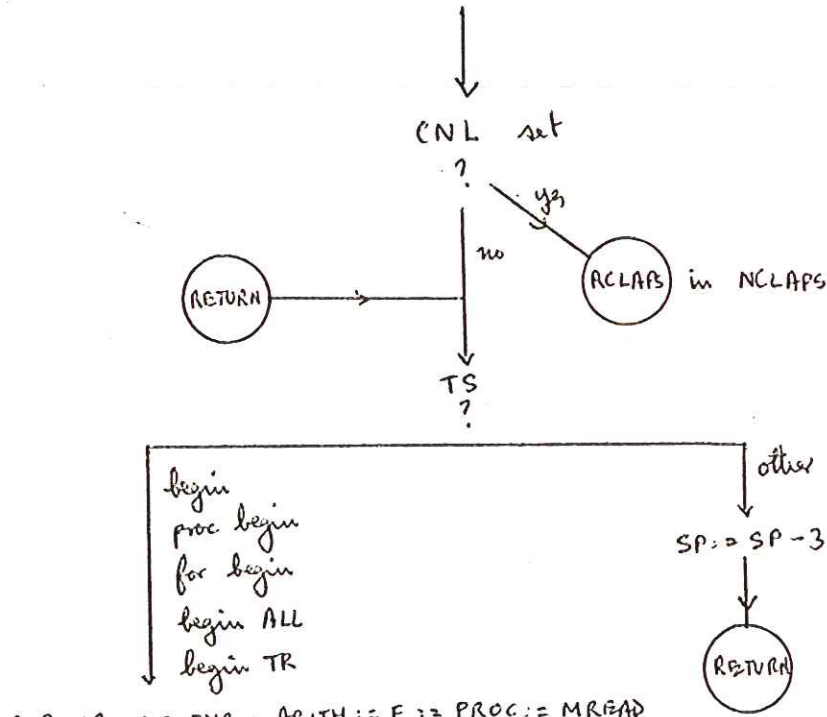 CNL set
?
yes
no
RETURN
RCLAPS in NCLAPS
TS
?
begin
proc begin
for begin
begin ALL
begin TR
other
SP := SP - 3
RETURN
ARITH := E := PROC := MREAD